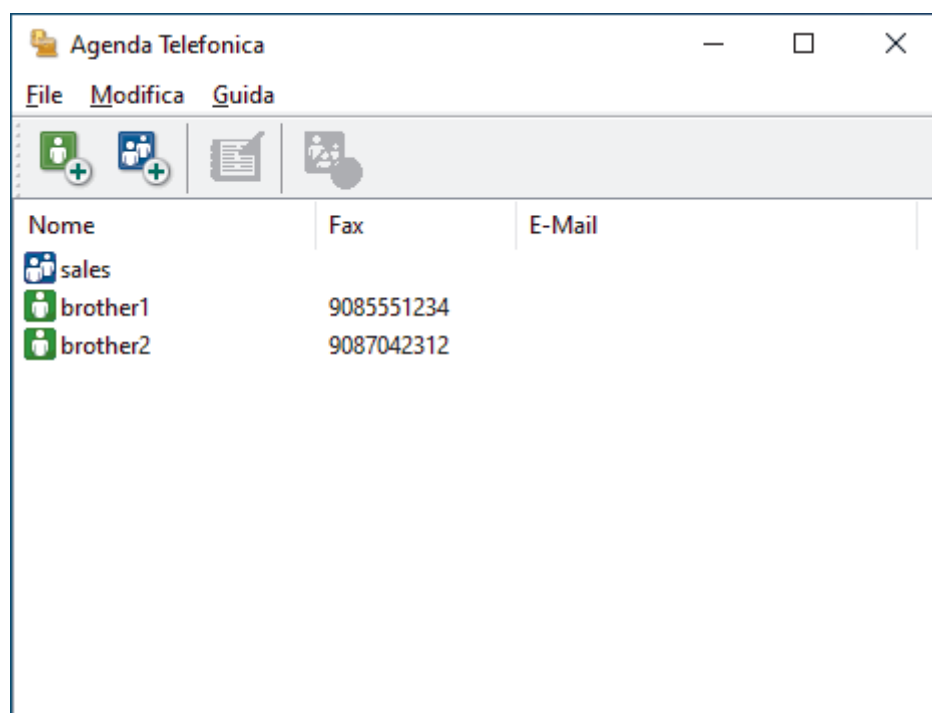 Agenda Telefonica
File Modifica Guida
Nome Fax E-Mail
sales
brother1 9085551234
brother2 9087042312